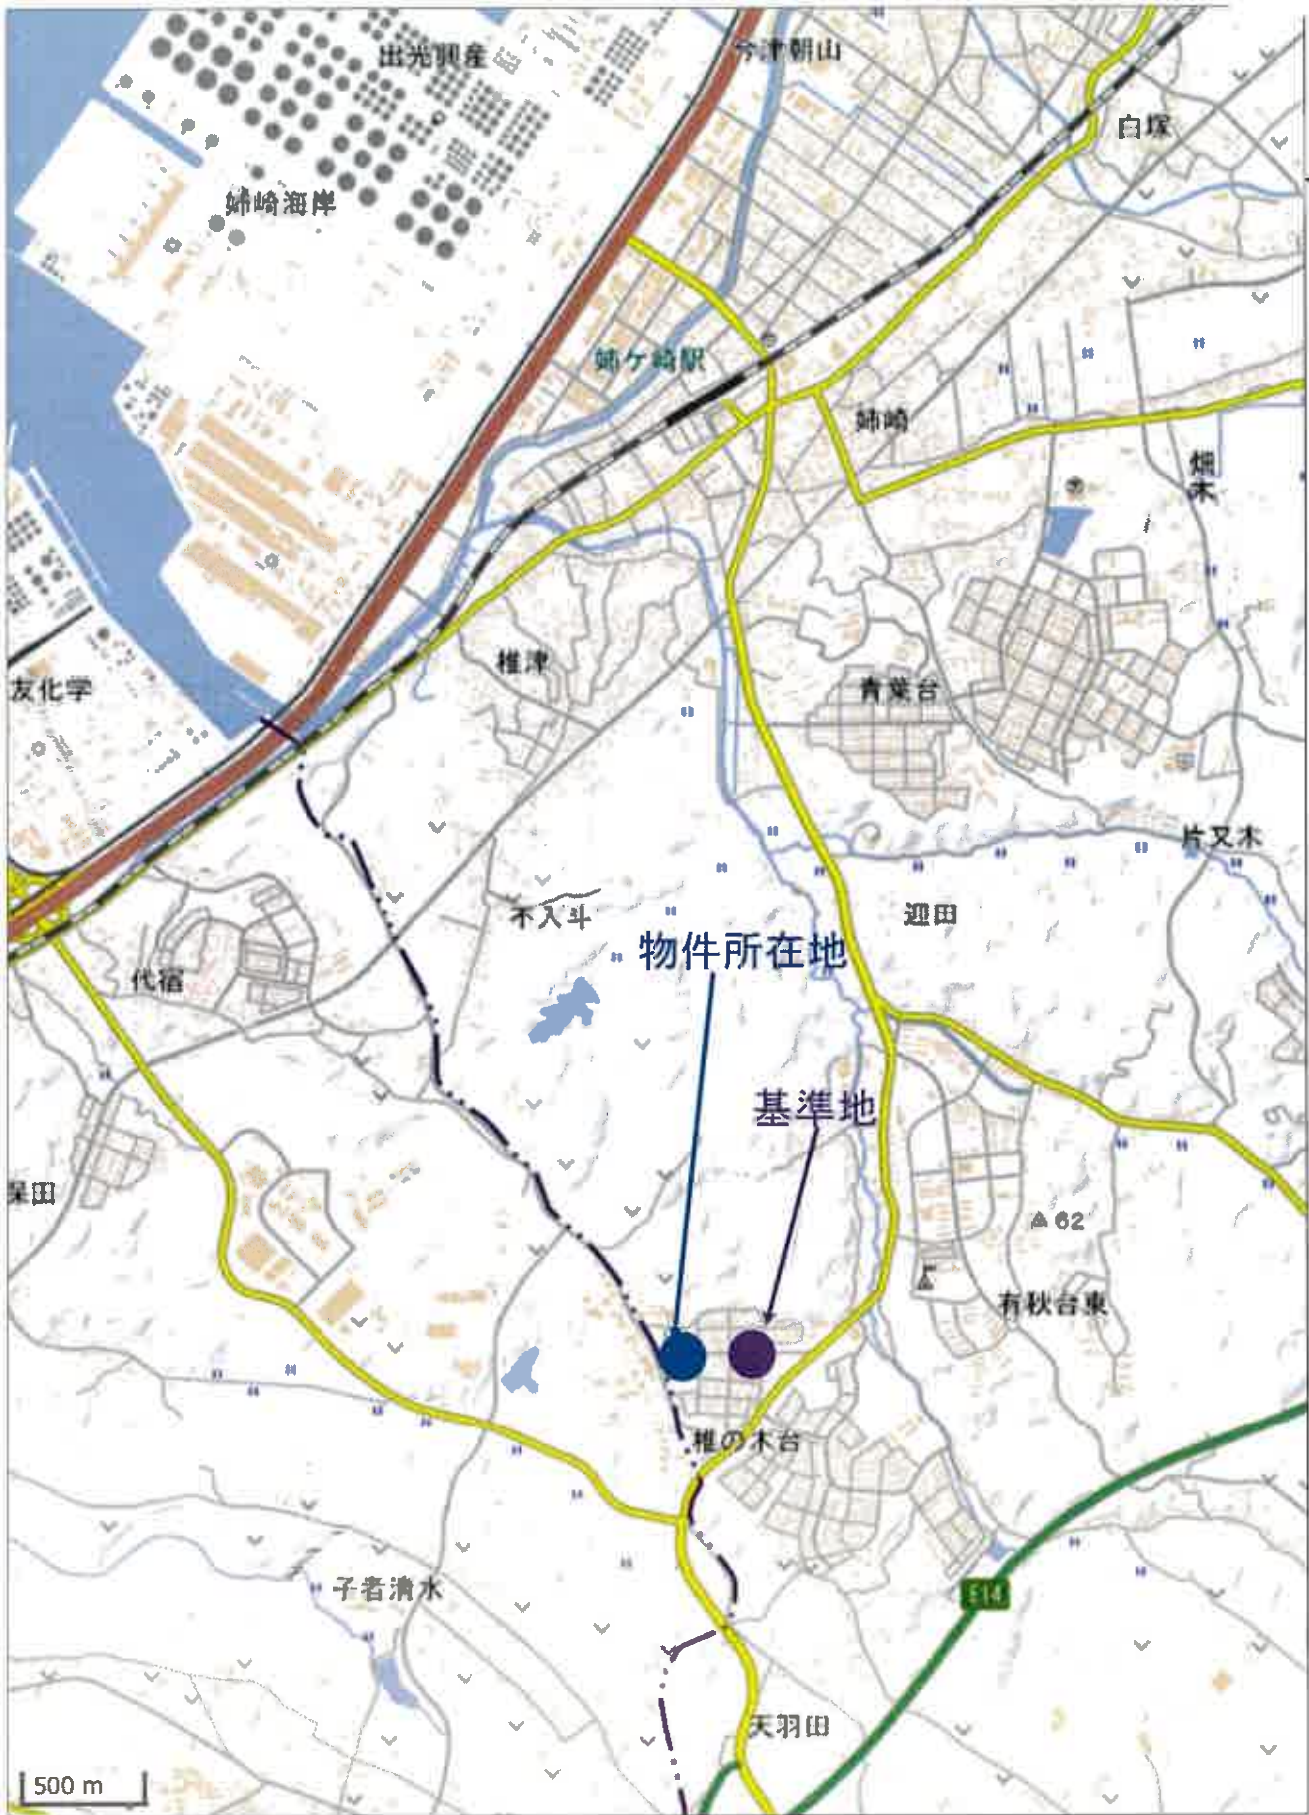 出光興産
今津朝山
白塚
姉崎海岸
姉ケ崎駅
姉崎
畑木
椎津
友化学
青葉台
片又木
不入斗
迎田
物件所在地
代宿
基準地
62
有秋台東
椎の木台
E14
子者清水
天羽田
500 m